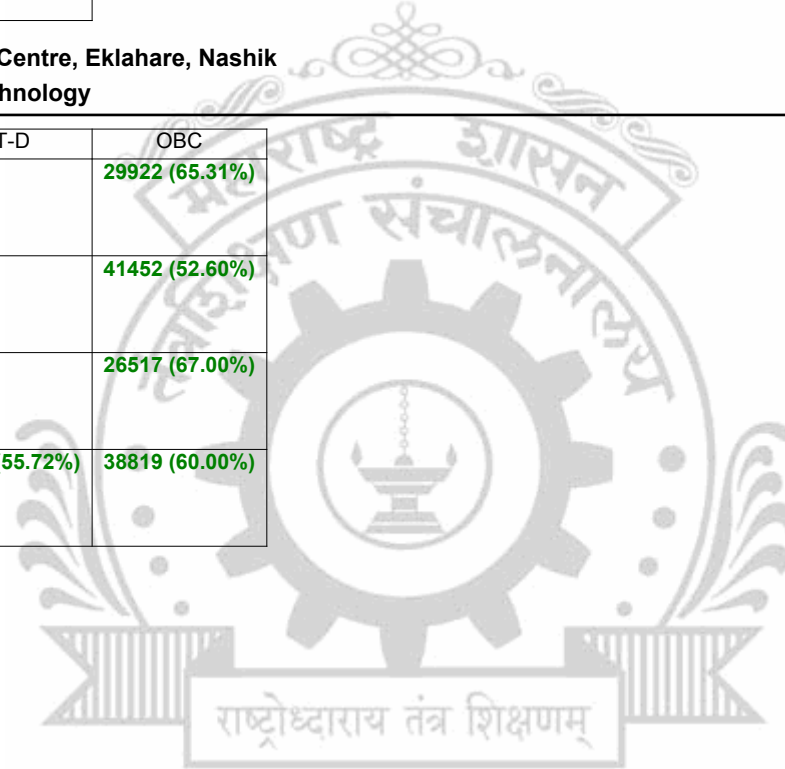 Centre, Eklahare, Nashik
hnology
T-D OBC
29922 (65.31%)
41452 (52.60%)
26517 (67.00%)
55.72%) 38819 (60.00%)
महाराष्ट्र शासन
तंत्रशिक्षण संचालनालय
राष्ट्रोध्दाराय तंत्र शिक्षणम्